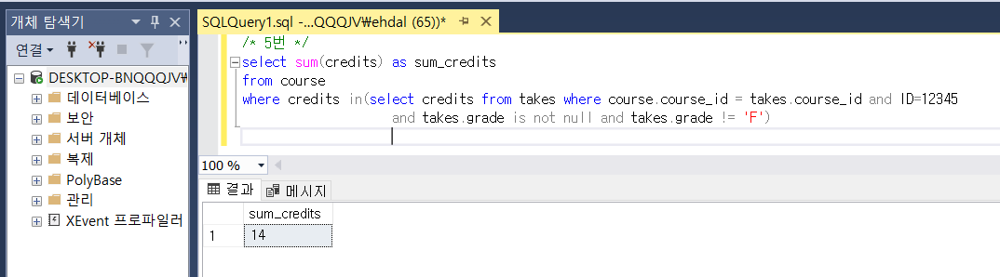 개체 탐색기
연결
DESKTOP-BNQQQJV₩
데이터베이스
보안
서버 개체
복제
PolyBase
관리
XEvent 프로파일러
SQLQuery1.sql -...QQQJV₩ehdal (65))*
/* 5번 */
select sum(credits) as sum_credits
from course
where credits in(select credits from takes where course.course_id = takes.course_id and ID=12345
and takes.grade is not null and takes.grade != 'F')
100 %
결과 메시지
sum_credits
1 14